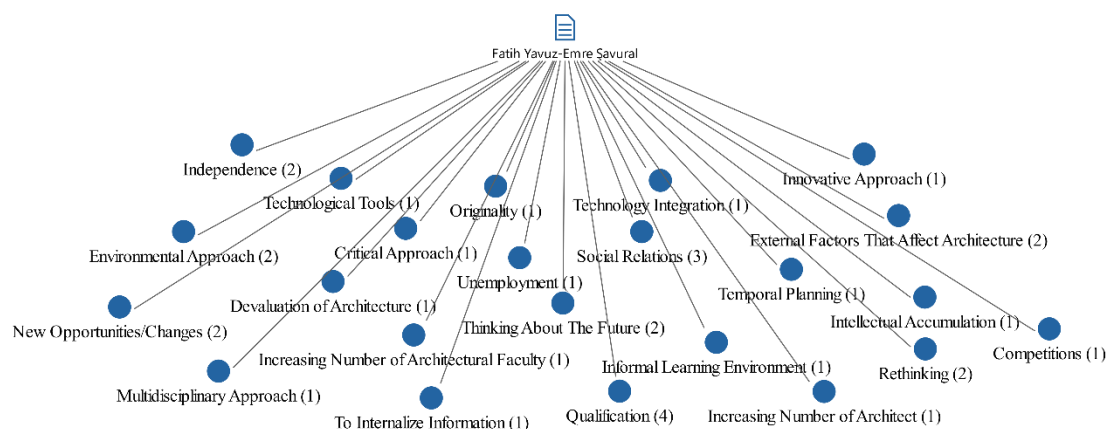 Fatih Yavuz-Emre Şavural
Independence (2)
Innovative Approach (1)
Technological Tools (1)
Originality (1)
Technology Integration (1)
External Factors That Affect Architecture (2)
Environmental Approach (2)
Critical Approach (1)
Social Relations (3)
Unemployment (1)
Temporal Planning (1)
Devaluation of Architecture (1)
Intellectual Accumulation (1)
New Opportunities/Changes (2)
Thinking About The Future (2)
Competitions (1)
Increasing Number of Architectural Faculty (1)
Informal Learning Environment (1)
Rethinking (2)
Multidisciplinary Approach (1)
To Internalize Information (1)
Qualification (4)
Increasing Number of Architect (1)